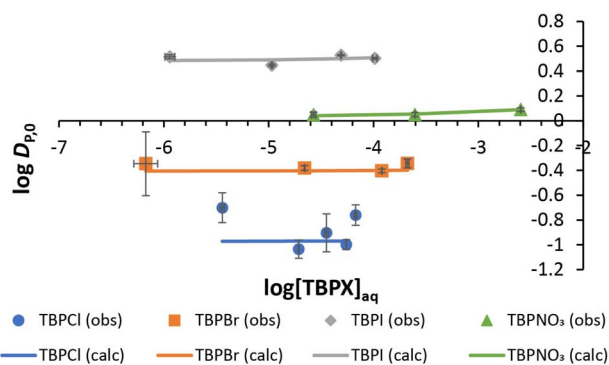 0.8
0.6
0.4
0.2
0
-7 -6 -5 -4 -3 -2
-0.2
-0.4
-0.6
-0.8
-1
-1.2
log D_P,0
log[TBPX]aq
TBPCl (obs) TBPBr (obs) TBPI (obs) TBPNO₃ (obs)
TBPCl (calc) TBPBr (calc) TBPI (calc) TBPNO₃ (calc)